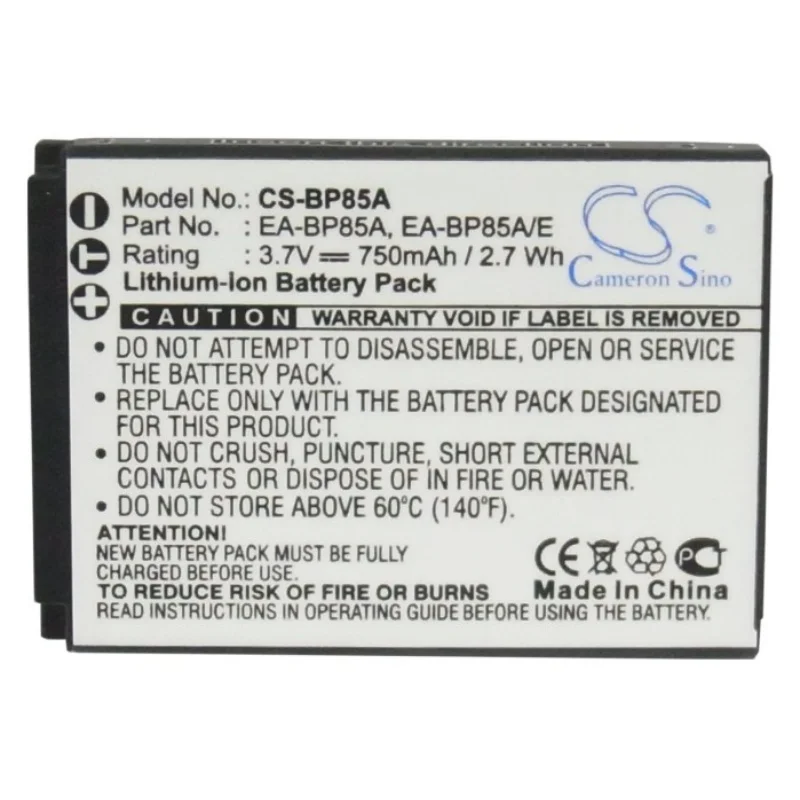 Model No.: CS-BP85A
Part No. : EA-BP85A, EA-BP85A/E
Rating : 3.7V 750mAh / 2.7 Wh
Lithium-ion Battery Pack
CS
®
Cameron Sino
CAUTION WARRANTY VOID IF LABEL IS REMOVED
• DO NOT ATTEMPT TO DISASSEMBLE, OPEN OR SERVICE
THE BATTERY PACK.
• REPLACE ONLY WITH THE BATTERY PACK DESIGNATED
FOR THIS PRODUCT.
• DO NOT CRUSH, PUNCTURE, SHORT EXTERNAL
CONTACTS OR DISPOSE OF IN FIRE OR WATER.
• DO NOT STORE ABOVE 60°C (140°F).
ATTENTION!
NEW BATTERY PACK MUST BE FULLY
CHARGED BEFORE INITIAL USE.
TO REDUCE RISK OF FIRE OR BURNS
READ INSTRUCTIONS IN OPERATING GUIDE BEFORE USING THE BATTERY.
CE
Made In China